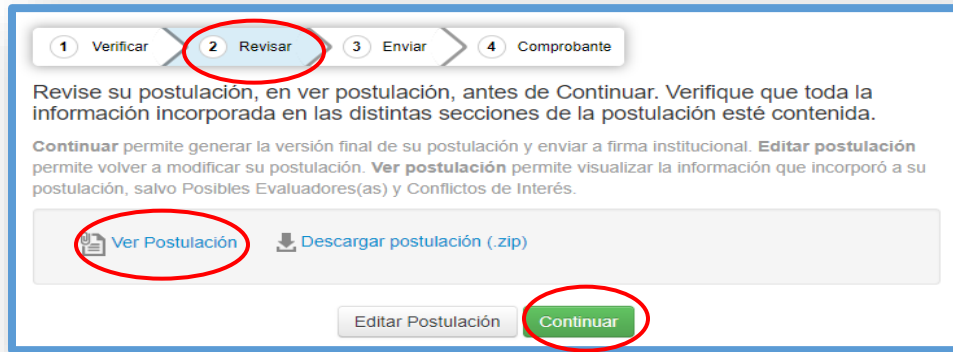 1 Verificar 2 Revisar 3 Enviar 4 Comprobante
Revise su postulación, en ver postulación, antes de Continuar. Verifique que toda la
información incorporada en las distintas secciones de la postulación esté contenida.
Continuar permite generar la versión final de su postulación y enviar a firma institucional. Editar postulación
permite volver a modificar su postulación. Ver postulación permite visualizar la información que incorporó a su
postulación, salvo Posibles Evaluadores(as) y Conflictos de Interés.
Ver Postulación Descargar postulación (.zip)
Editar Postulación Continuar